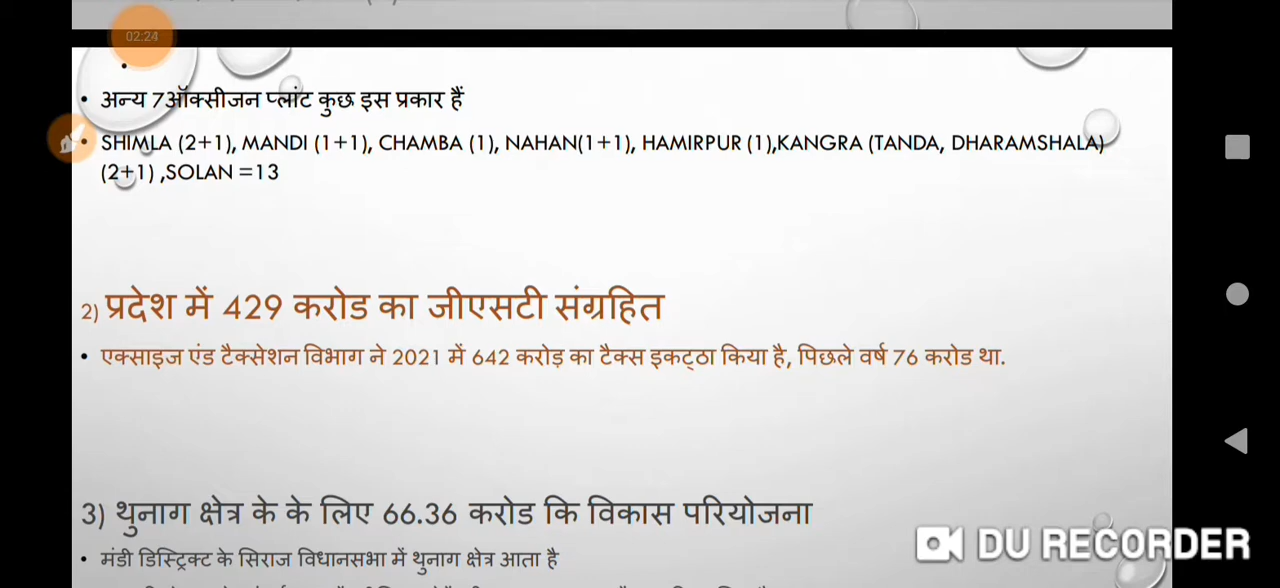 02:24
अन्य 7ऑक्सीजन प्लांट कुछ इस प्रकार हैं
SHIMLA (2+1), MANDI (1+1), CHAMBA (1), NAHAN(1+1), HAMIRPUR (1),KANGRA (TANDA, DHARAMSHALA)
(2+1) ,SOLAN =13
2) प्रदेश में 429 करोड का जीएसटी संग्रहित
एक्साइज एंड टैक्सेशन विभाग ने 2021 में 642 करोड़ का टैक्स इकट्ठा किया है, पिछले वर्ष 76 करोड था.
3) थुनाग क्षेत्र के के लिए 66.36 करोड कि विकास परियोजना
मंडी डिस्ट्रिक्ट के सिराज विधानसभा में थुनाग क्षेत्र आता है
DU RECORDER